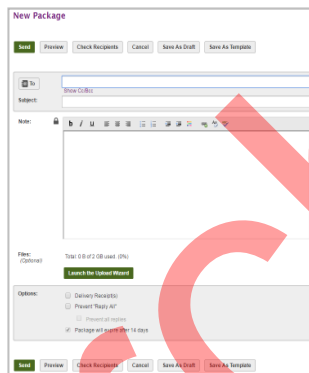 New Package
Send Preview Check Recipients Cancel Save As Draft Save As Template
To
Show Cc/Bcc
Subject:
Note: b i u
Files: Total: 0 B of 2 GB used (0%)
(Optional)
Launch the Upload Wizard
Options: Delivery Receipt(s)
Prevent "Reply All"
Prevent all replies
Package will expire after 14 days
Send Preview Check Recipients Cancel Save As Draft Save As Template